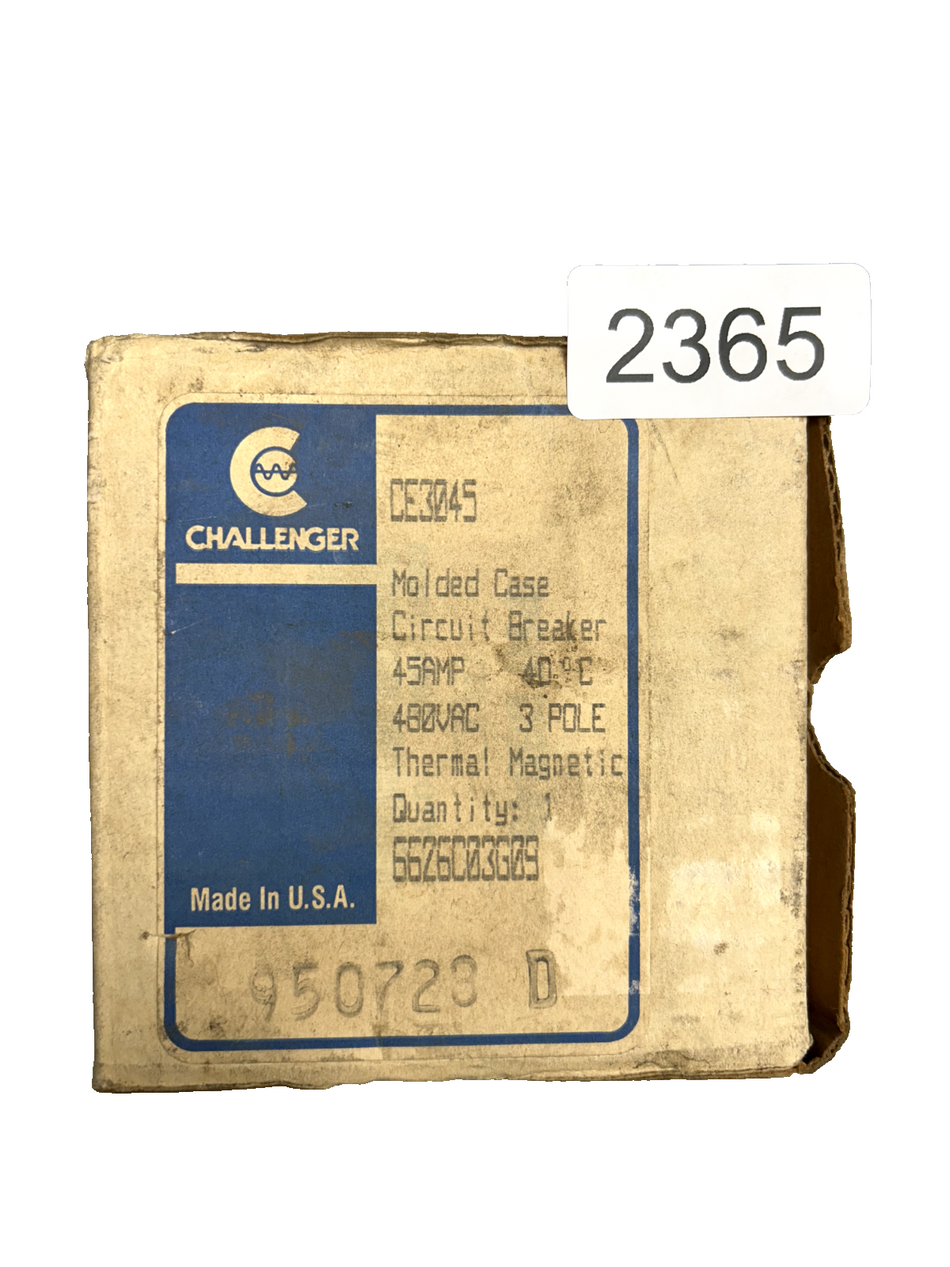 2365
CHALLENGER
CE3045
Molded Case
Circuit Breaker
45AMP 40°C
480VAC 3 POLE
Thermal Magnetic
Quantity: 1
6626C03G09
Made In U.S.A.
950723 D